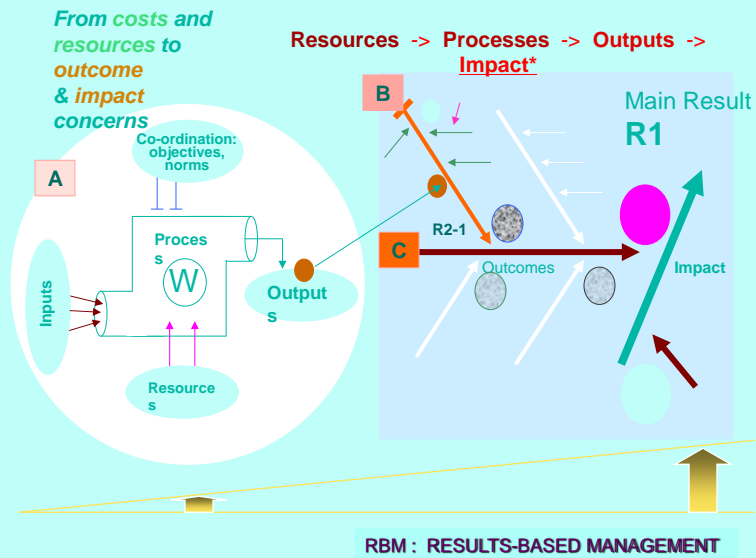 From costs and
resources to
outcome
& impact
concerns
Resources -> Processes -> Outputs ->
Impact*
B
Main Result
R1
Co-ordination:
objectives,
norms
A
Proces
s
W
R2-1
C
Outcomes
Impact
Inputs
Output
s
Resource
s
RBM : RESULTS-BASED MANAGEMENT